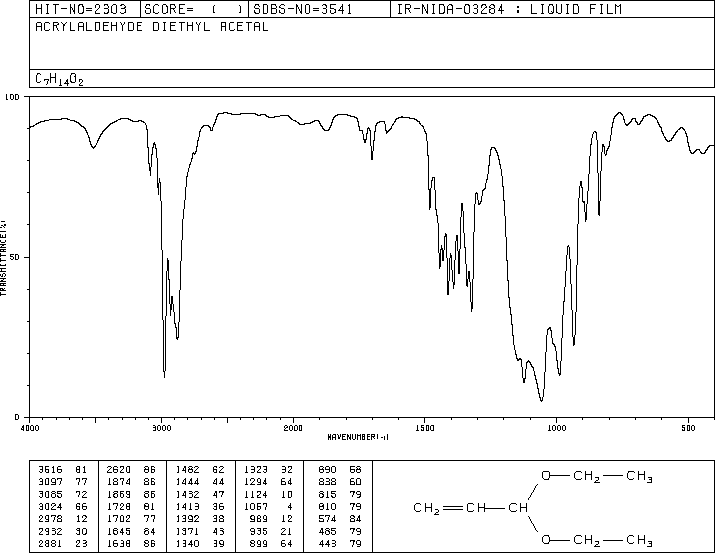 HIT-NO=2303 SCORE= ( ) SDBS-NO=3541 IR-NIDA-03284 : LIQUID FILM
ACRYLALDEHYDE DIETHYL ACETAL
C7H14O2
100
50
0
TRANSMITTANCE(%)
4000 3000 2000 1500 1000 500
WAVENUMBER(-1)
3516 81 2620 86 1482 62 1323 32 890 58
3097 77 1874 86 1444 44 1294 64 838 60
3085 72 1869 86 1432 47 1124 10 815 79
3024 66 1728 81 1413 36 1057 4 810 79
2978 12 1702 77 1392 38 989 12 574 84
2932 30 1645 84 1371 43 935 21 485 79
2881 23 1638 86 1340 39 899 64 443 79
O—CH2—CH3
CH2=CH—CH
O—CH2—CH3